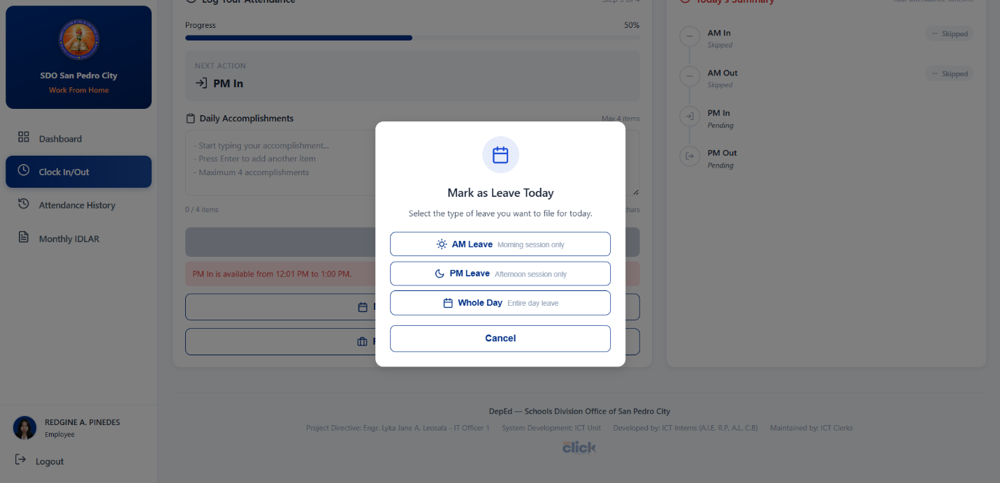 SDO San Pedro City
Work From Home
Dashboard
Clock In/Out
Attendance History
Monthly IDLAR
REDGINE A. PINEDES
Employee
Logout
Log Your Attendance
Step 3 of 4
Progress
50%
NEXT ACTION
PM In
Daily Accomplishments
Max 4 items
- Start typing your accomplishment...
- Press Enter to add another item
- Maximum 4 accomplishments
0 / 4 items
chars
PM In is available from 12:01 PM to 1:00 PM.
Mark as Leave Today
Select the type of leave you want to file for today.
AM Leave Morning session only
PM Leave Afternoon session only
Whole Day Entire day leave
Cancel
Today's Summary
Your attendance timeline
AM In
Skipped
— Skipped
AM Out
Skipped
— Skipped
PM In
Pending
PM Out
Pending
DepEd — Schools Division Office of San Pedro City
Project Directive: Engr. Lyka Jane A. Leosala - IT Officer 1 System Development: ICT Unit Developed by: ICT Interns (A.J.E, R.P, A.L, C.B) Maintained by: ICT Clerks
click